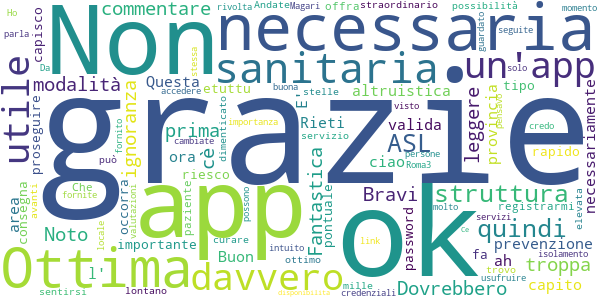 Ho
Da
parla
capisco
commentare
Non
rivolta
Andate
Magari
offra
straordinario
possibilità
momento
guardato
seguite
necessaria
utile
modalità
proseguire
Questa
accedere
etuttu
stessa
buona
stelle
altruistica
sanitaria
solo
un'app
tipo
grazie
ignoranza
può
fornito
prima
ora
c'è
dimenticato
importanza
E'
Rieti
servizio
Fantastica
pontuale
ciao
visto
valida
ASL
persone
Roma3
leggere
provincia
credo
rapido
necessariamente
area
consegna
Che
fornite
avanti
occorra
locale
valutazioni
cambiate
paziente
riesco
app
possono
curare
Bravi
password
ok
struttura
molto
registrarmi
servizi
elevata
Noto
importante
Buon
intuito
ottimo
link
quindi
prevenzione
isolamento
Ce
Ottima
l'
sentirsi
lontano
davvero
mille
disponibilità
credenziali
Dovrebbero
fa
ah
trovo
troppa
usufruire
capito